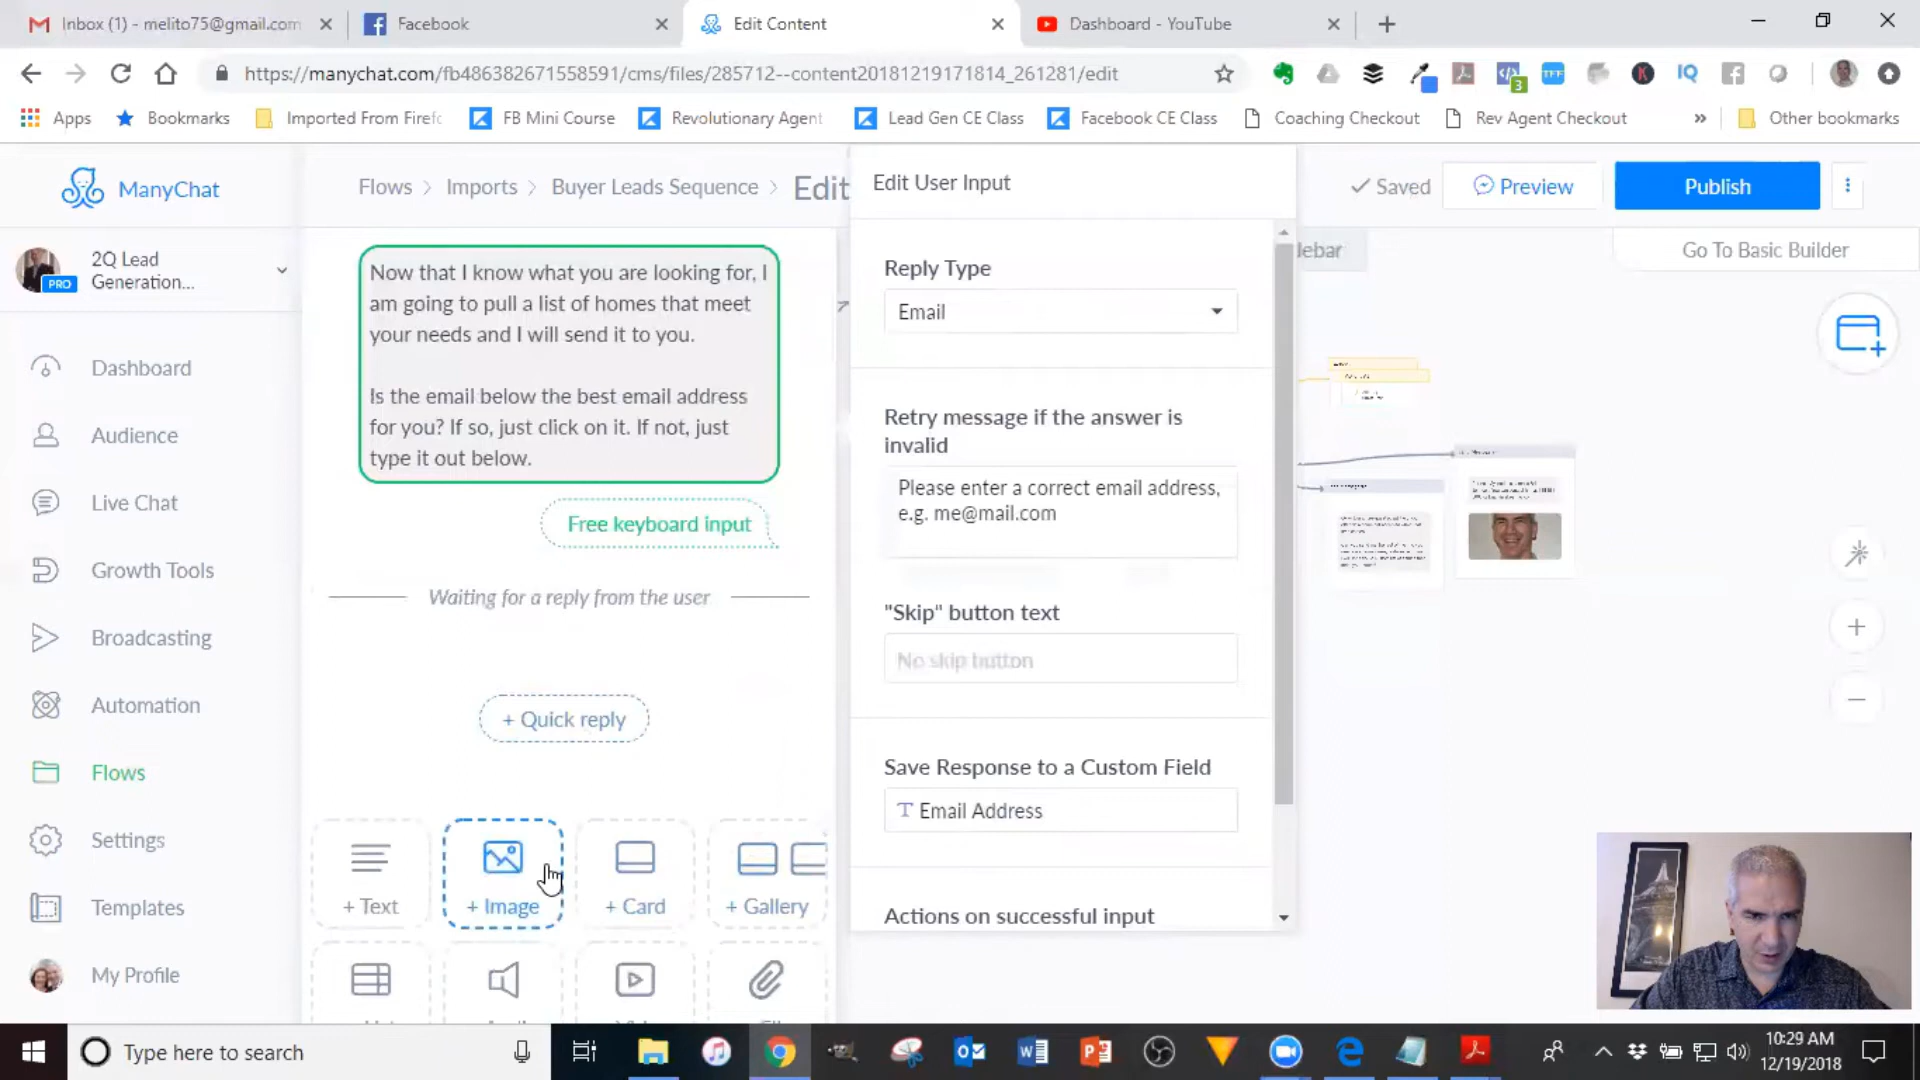 Inbox (1) - melito75@gmail.com
Facebook
Edit Content
Dashboard - YouTube
https://manychat.com/fb486382671558591/cms/files/285712--content20181219171814_261281/edit
3
TFF
IQ
Apps
Bookmarks
Imported From Firefo
FB Mini Course
Revolutionary Agent
Lead Gen CE Class
Facebook CE Class
Coaching Checkout
Rev Agent Checkout
»
Other bookmarks
ManyChat
Flows > Imports > Buyer Leads Sequence > Edit
Edit User Input
Saved
Preview
Publish
2Q Lead
Generation...
PRO
lebar
Go To Basic Builder
Dashboard
Audience
Live Chat
Growth Tools
Broadcasting
Automation
Flows
Settings
Templates
My Profile
Now that I know what you are looking for, I
am going to pull a list of homes that meet
your needs and I will send it to you.
Is the email below the best email address
for you? If so, just click on it. If not, just
type it out below.
Free keyboard input
Waiting for a reply from the user
+ Quick reply
+ Text
+ Image
+ Card
+ Gallery
Reply Type
Email
Retry message if the answer is
invalid
Please enter a correct email address,
e.g. me@mail.com
"Skip" button text
No skip button
Save Response to a Custom Field
T Email Address
Actions on successful input
Type here to search
10:29 AM
12/19/2018